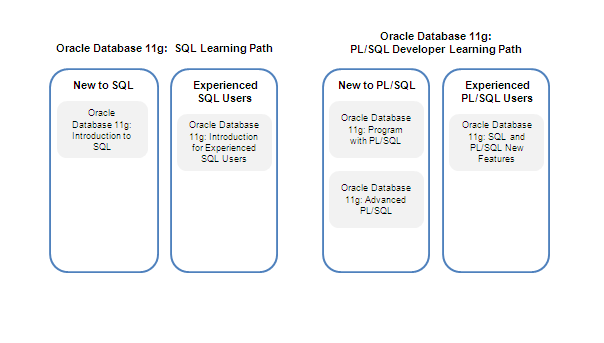 Oracle Database 11g:  SQL Learning Path
New to SQL
Oracle
Database 11g:
Introduction to
SQL
Experienced
SQL Users
Oracle Database
11g: Introduction
for Experienced
SQL Users
Oracle Database 11g:
PL/SQL Developer Learning Path
New to PL/SQL
Oracle Database
11g: Program
with PL/SQL
Oracle Database
11g: Advanced
PL/SQL
Experienced
PL/SQL Users
Oracle Database
11g: SQL and
PL/SQL New
Features